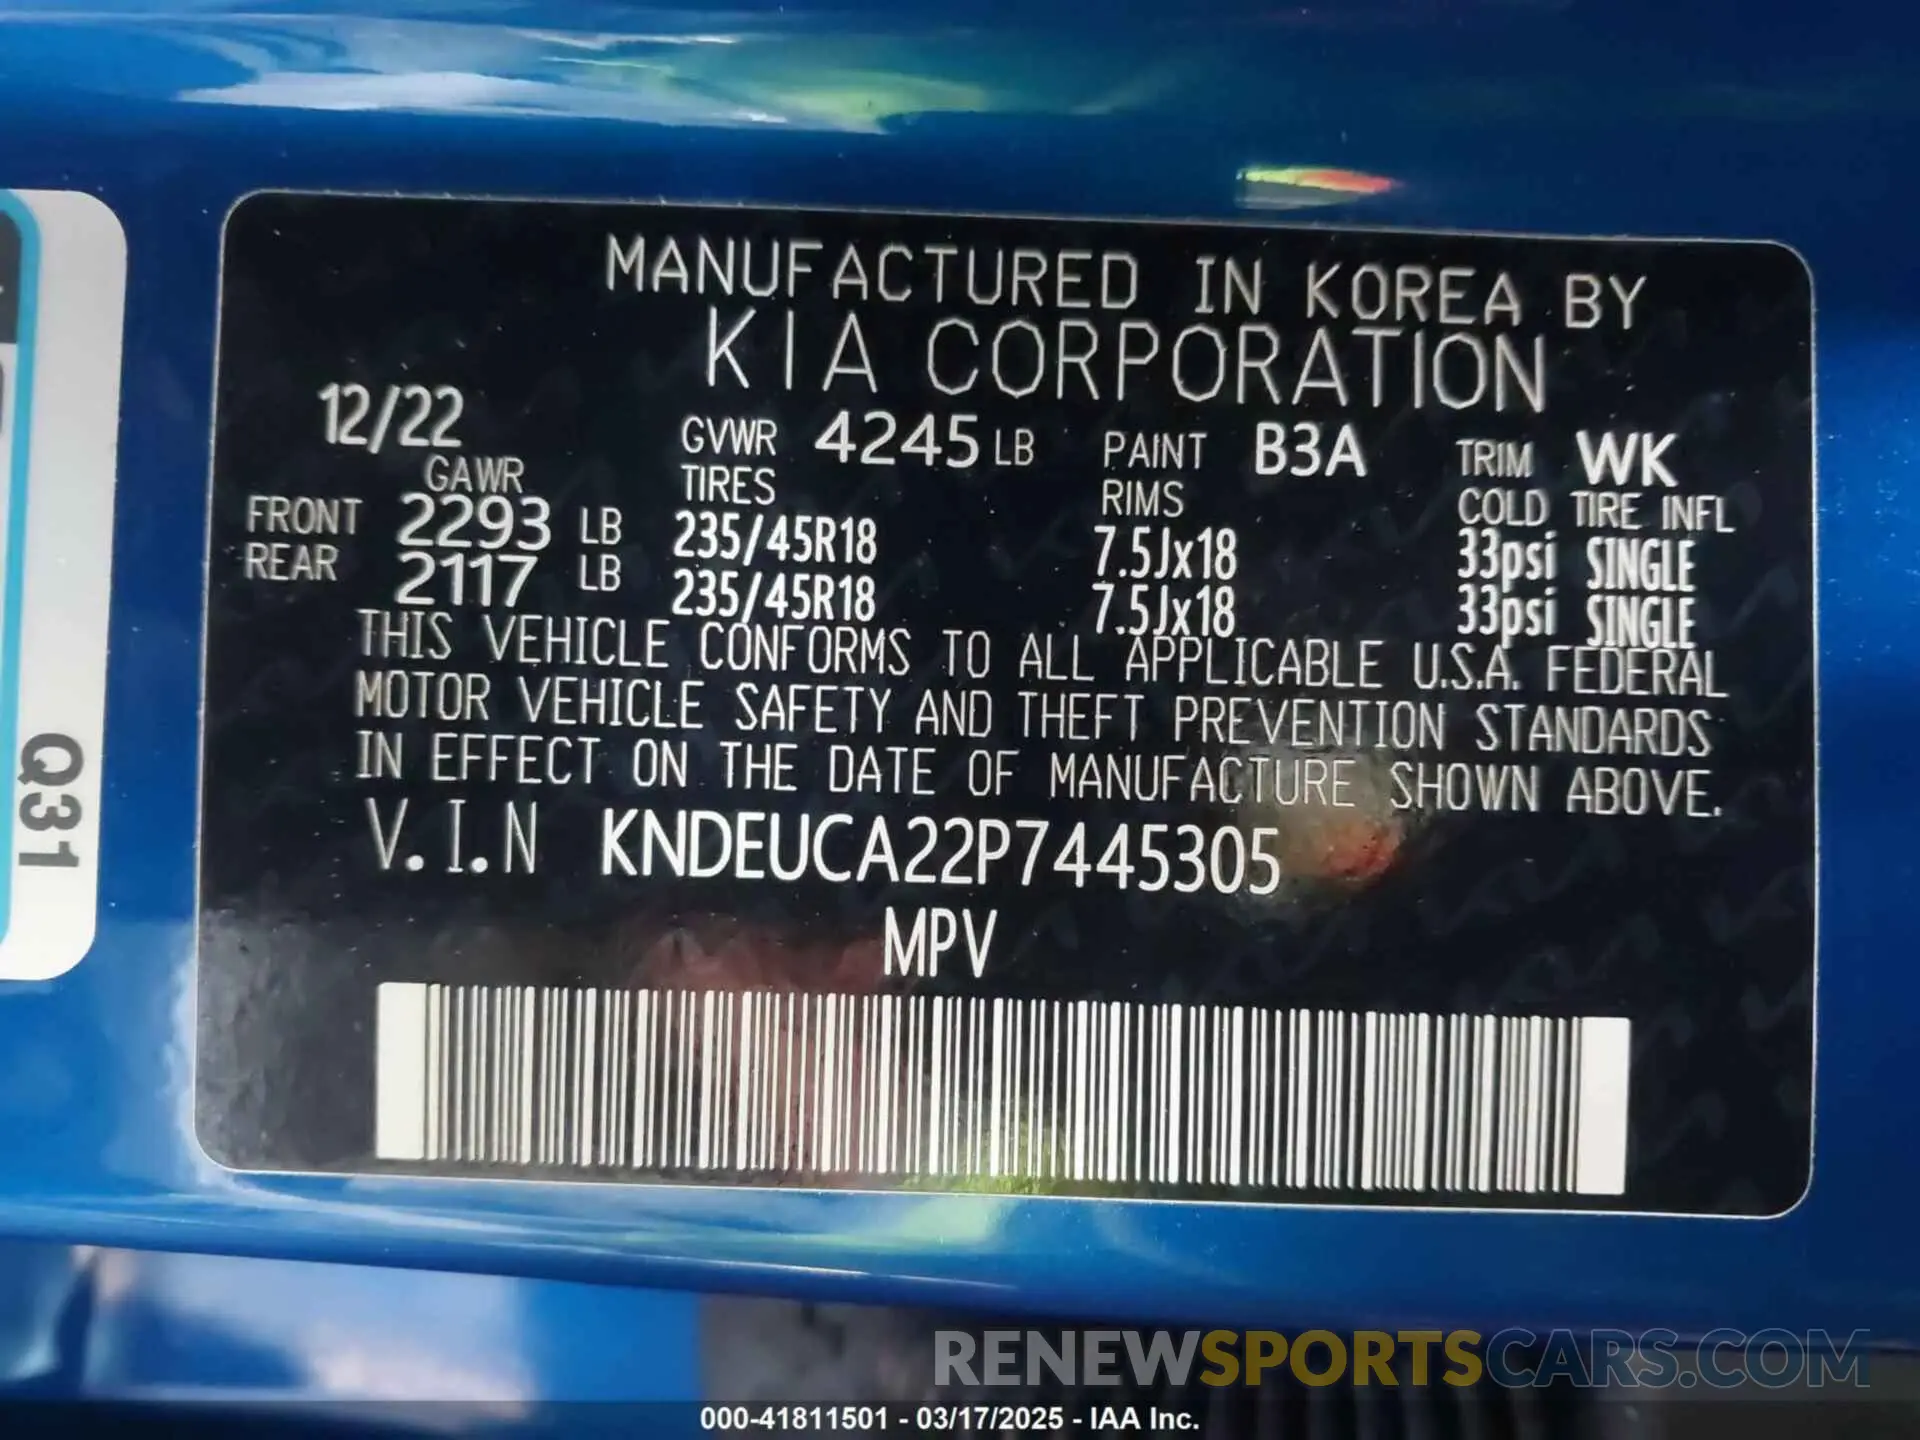 MANUFACTURED IN KOREA BY
KIA CORPORATION
12/22 GVWR 4245 LB PAINT B3A TRIM WK
GAWR TIRES RIMS COLD TIRE INFL
FRONT 2293 LB 235/45R18 7.5Jx18 33psi SINGLE
REAR 2117 LB 235/45R18 7.5Jx18 33psi SINGLE
THIS VEHICLE CONFORMS TO ALL APPLICABLE U.S.A. FEDERAL
MOTOR VEHICLE SAFETY AND THEFT PREVENTION STANDARDS
IN EFFECT ON THE DATE OF MANUFACTURE SHOWN ABOVE.
V.I.N KNDEUCA22P7445305
MPV
Q31
RENEWSPORTSCARS.COM
000-41811501 - 03/17/2025 - IAA Inc.